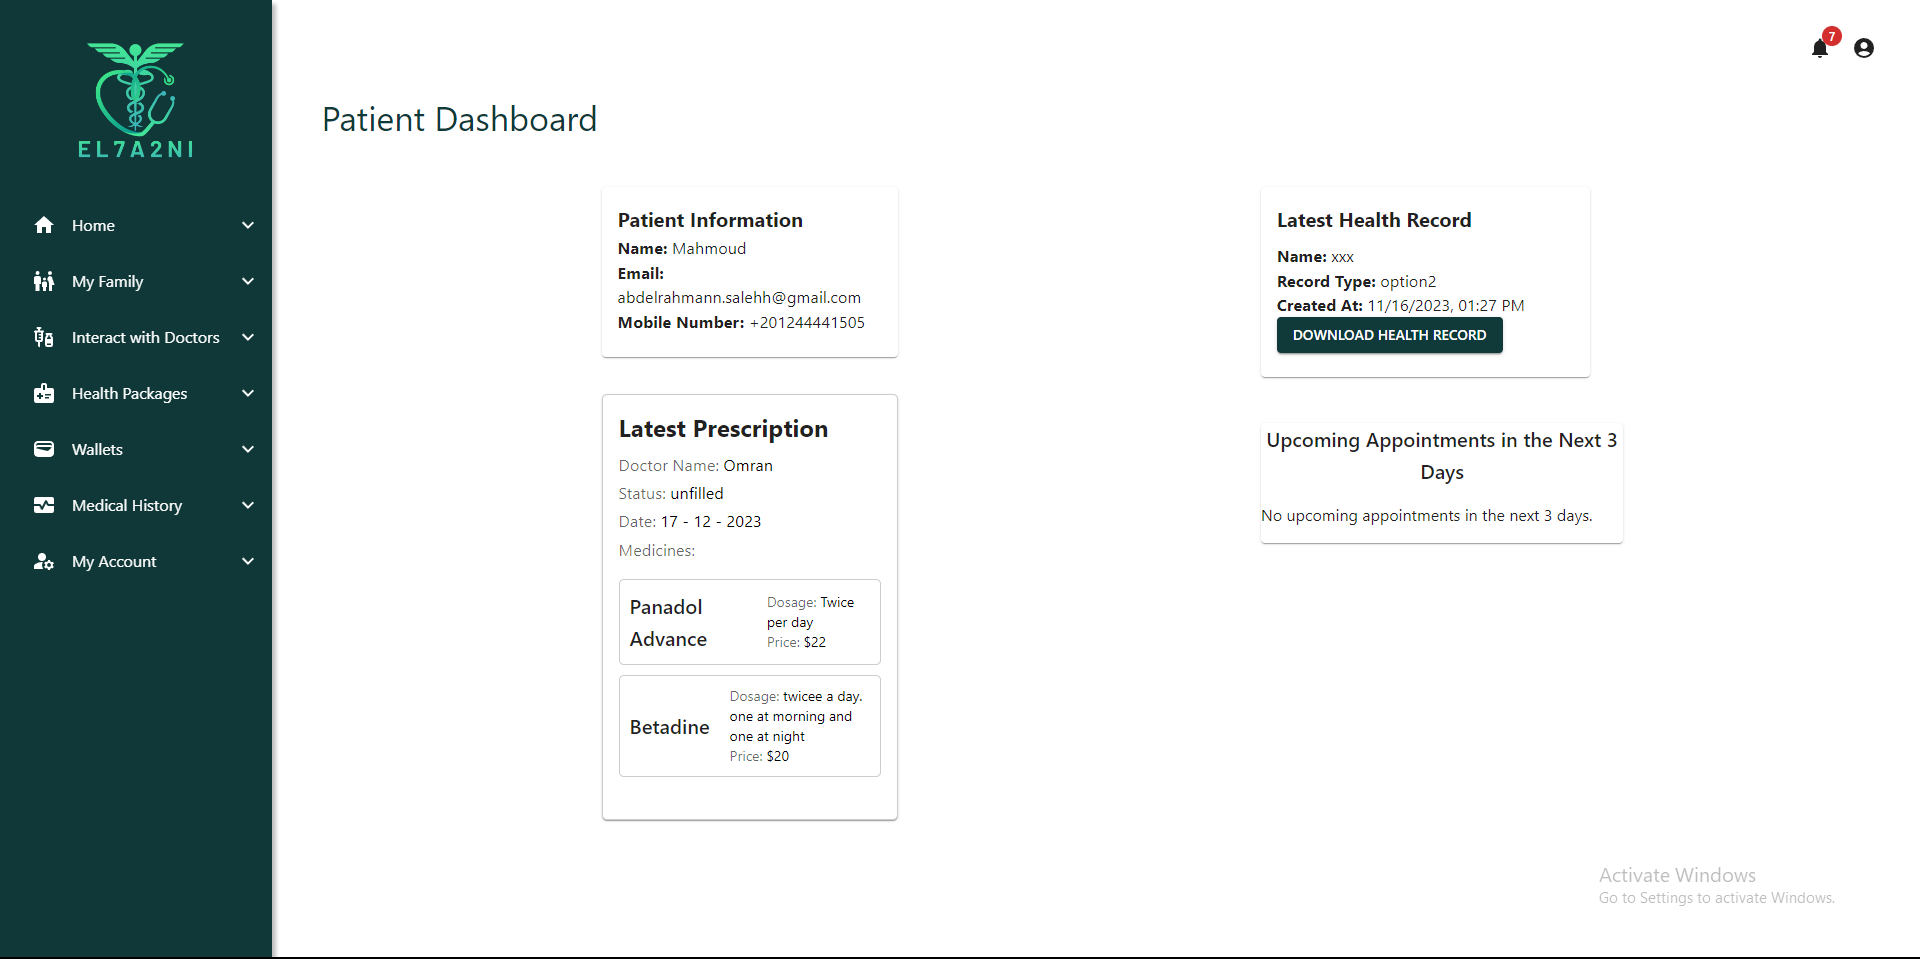 EL7A2NI
Home
My Family
Interact with Doctors
Health Packages
Wallets
Medical History
My Account
7
Patient Dashboard
Patient Information
Name: Mahmoud
Email:
abdelrahmann.salehh@gmail.com
Mobile Number: +201244441505
Latest Prescription
Doctor Name: Omran
Status: unfilled
Date: 17 - 12 - 2023
Medicines:
Panadol
Advance
Dosage: Twice
per day
Price: $22
Betadine
Dosage: twicee a day.
one at morning and
one at night
Price: $20
Latest Health Record
Name: xxx
Record Type: option2
Created At: 11/16/2023, 01:27 PM
DOWNLOAD HEALTH RECORD
Upcoming Appointments in the Next 3
Days
No upcoming appointments in the next 3 days.
Activate Windows
Go to Settings to activate Windows.